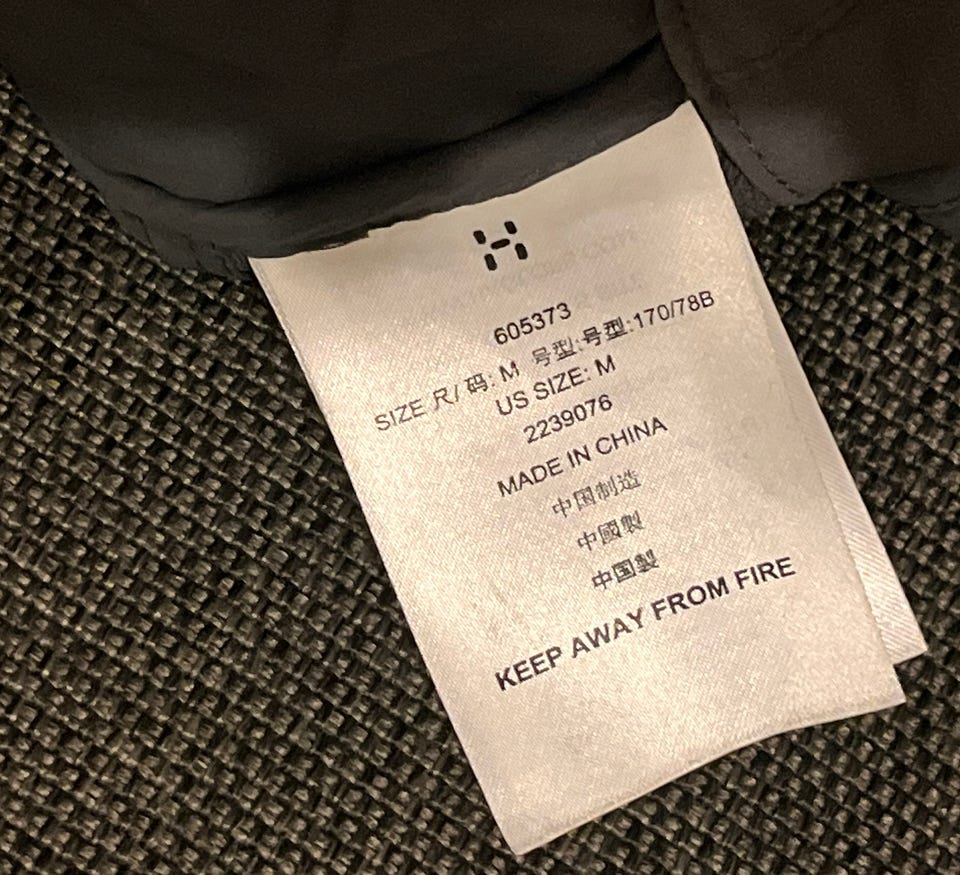 605373
SIZE 尺/ 码: M 号型:号型:170/78B
US SIZE: M
2239076
MADE IN CHINA
中国制造
中國製
中国製
KEEP AWAY FROM FIRE